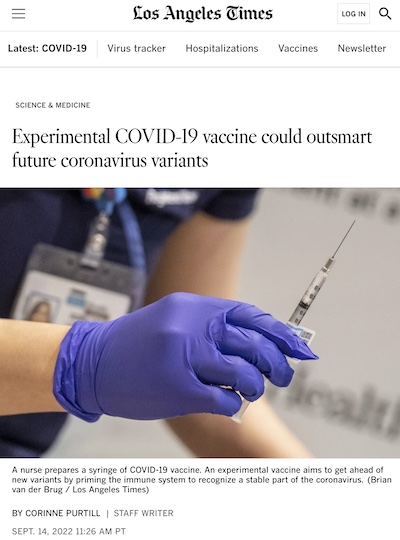 Los Angeles Times
LOG IN
Latest: COVID-19 Virus tracker Hospitalizations Vaccines Newsletter
SCIENCE & MEDICINE
Experimental COVID-19 vaccine could outsmart
future coronavirus variants
A nurse prepares a syringe of COVID-19 vaccine. An experimental vaccine aims to get ahead of
new variants by priming the immune system to recognize a stable part of the coronavirus. (Brian
van der Brug / Los Angeles Times)
BY CORINNE PURTILL | STAFF WRITER
SEPT. 14, 2022 11:26 AM PT